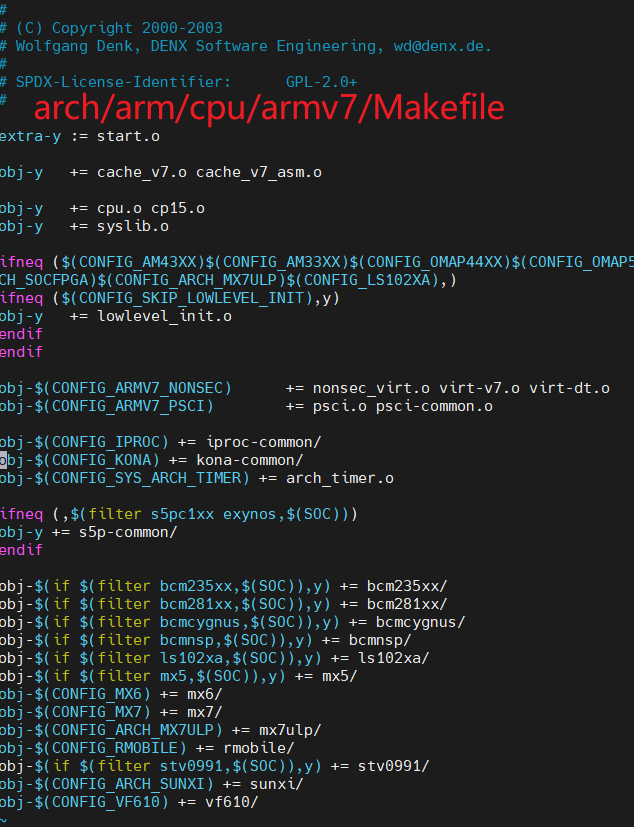 #
# (C) Copyright 2000-2003
# Wolfgang Denk, DENX Software Engineering, wd@denx.de.
#
# SPDX-License-Identifier:      GPL-2.0+
#
arch/arm/cpu/armv7/Makefile
extra-y := start.o
obj-y   += cache_v7.o cache_v7_asm.o
obj-y   += cpu.o cp15.o
obj-y   += syslib.o
ifneq ($(CONFIG_AM43XX)$(CONFIG_AM33XX)$(CONFIG_OMAP44XX)$(CONFIG_OMAP5
CH_SOCFPGA)$(CONFIG_ARCH_MX7ULP)$(CONFIG_LS102XA),)
ifneq ($(CONFIG_SKIP_LOWLEVEL_INIT),y)
obj-y   += lowlevel_init.o
endif
endif
obj-$(CONFIG_ARMV7_NONSEC)      += nonsec_virt.o virt-v7.o virt-dt.o
obj-$(CONFIG_ARMV7_PSCI)        += psci.o psci-common.o
obj-$(CONFIG_IPROC) += iproc-common/
obj-$(CONFIG_KONA) += kona-common/
obj-$(CONFIG_SYS_ARCH_TIMER) += arch_timer.o
ifneq (,$(filter s5pc1xx exynos,$(SOC)))
obj-y += s5p-common/
endif
obj-$(if $(filter bcm235xx,$(SOC)),y) += bcm235xx/
obj-$(if $(filter bcm281xx,$(SOC)),y) += bcm281xx/
obj-$(if $(filter bcmcygnus,$(SOC)),y) += bcmcygnus/
obj-$(if $(filter bcmnsp,$(SOC)),y) += bcmnsp/
obj-$(if $(filter ls102xa,$(SOC)),y) += ls102xa/
obj-$(if $(filter mx5,$(SOC)),y) += mx5/
obj-$(CONFIG_MX6) += mx6/
obj-$(CONFIG_MX7) += mx7/
obj-$(CONFIG_ARCH_MX7ULP) += mx7ulp/
obj-$(CONFIG_RMOBILE) += rmobile/
obj-$(if $(filter stv0991,$(SOC)),y) += stv0991/
obj-$(CONFIG_ARCH_SUNXI) += sunxi/
obj-$(CONFIG_VF610) += vf610/
~